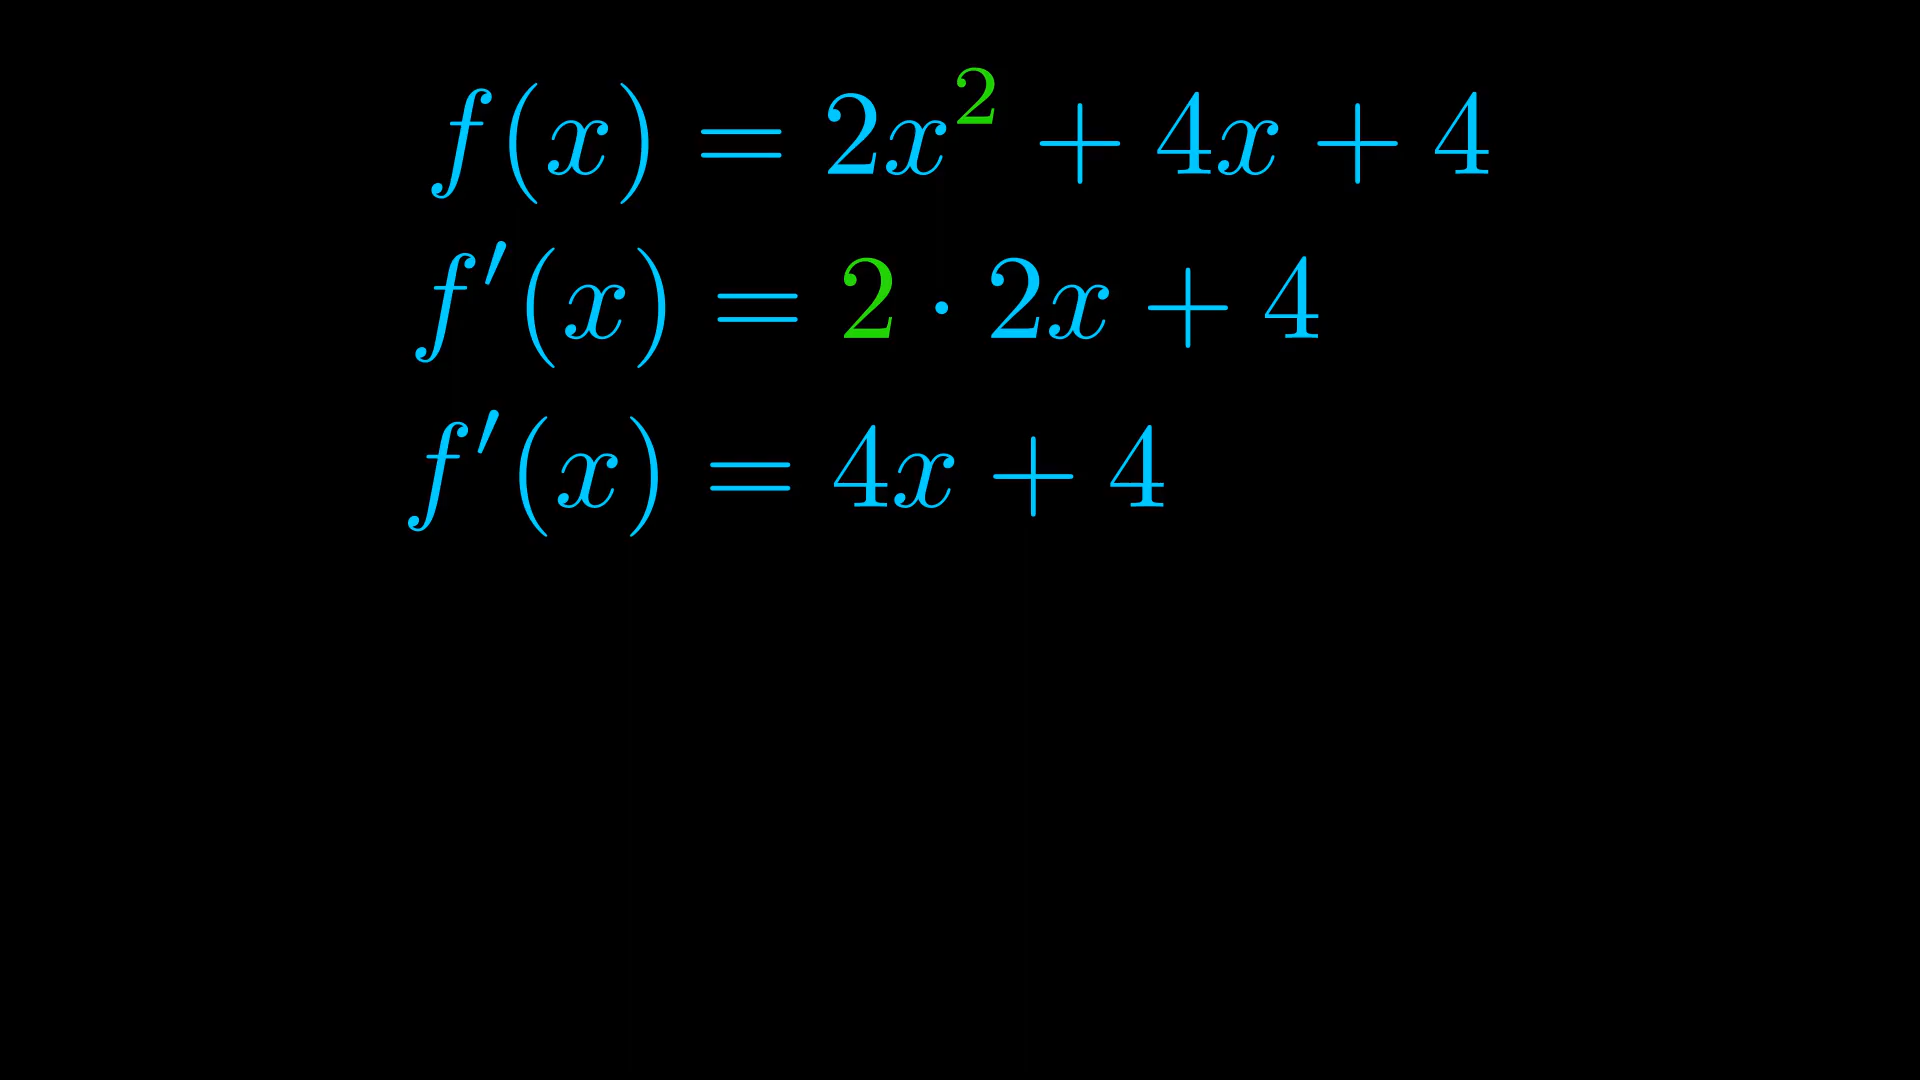 f(x) = 2x² + 4x + 4
f′(x) = 2 · 2x + 4
f′(x) = 4x + 4